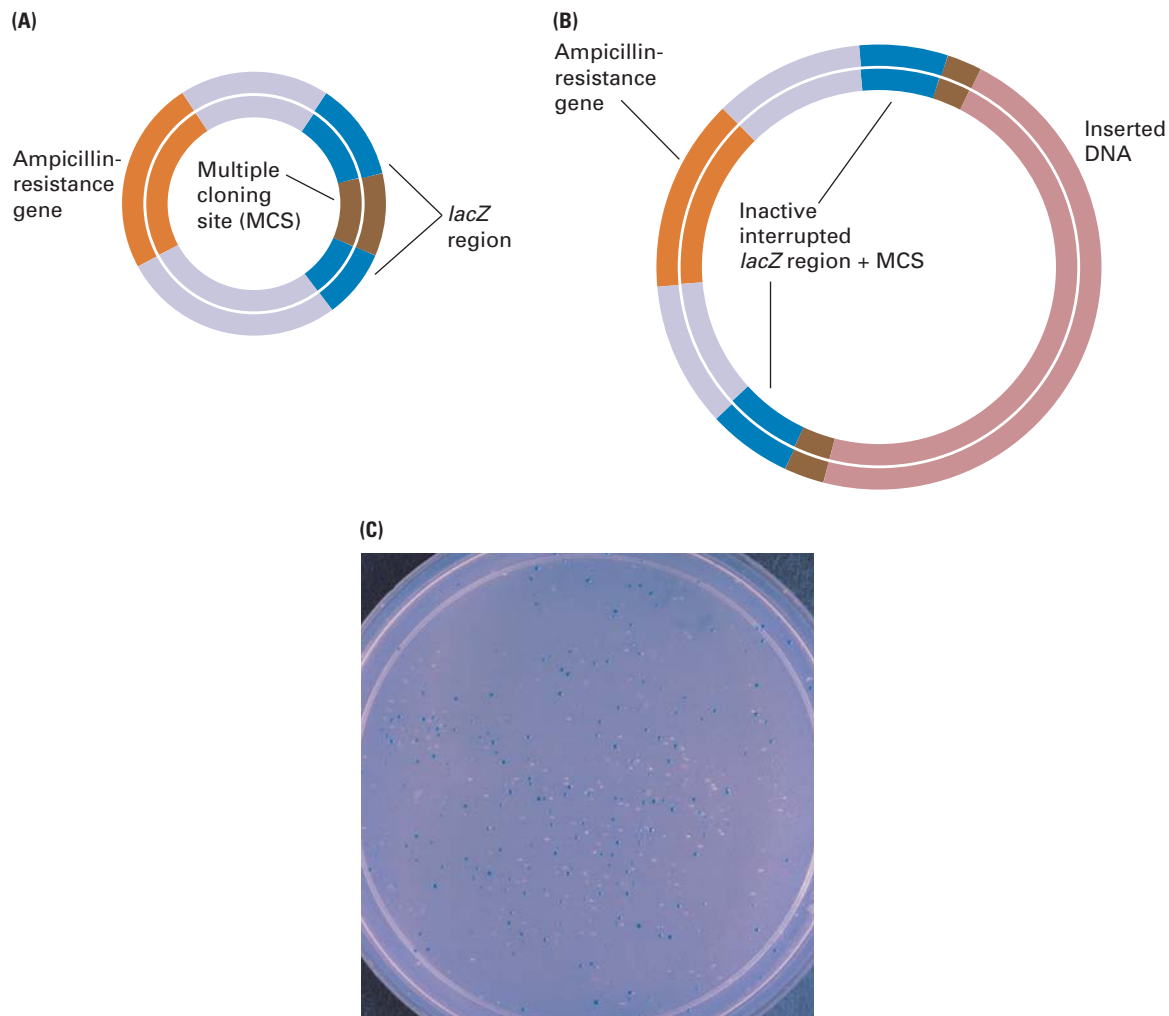 (A)
Ampicillin-
resistance
gene
Multiple
cloning
site (MCS)
lacZ
region
(B)
Ampicillin-
resistance
gene
Inserted
DNA
Inactive
interrupted
lacZ region + MCS
(C)